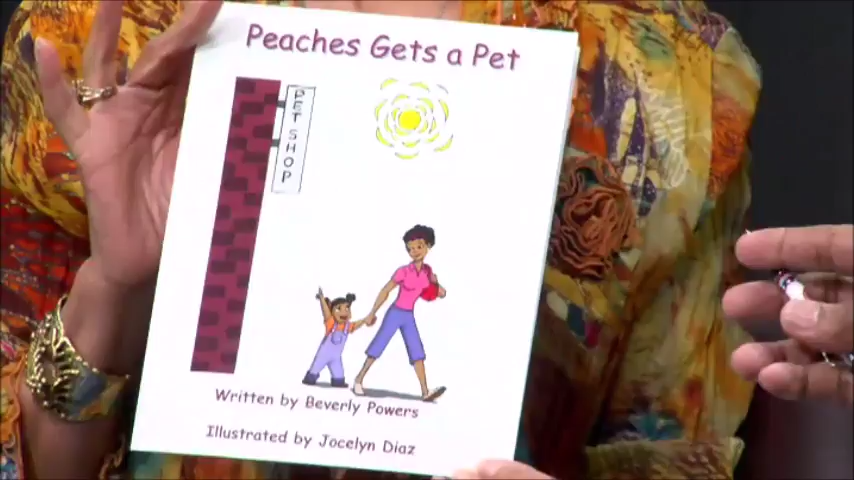 Peaches Gets a Pet
PET SHOP
Written by Beverly Powers
Illustrated by Jocelyn Diaz